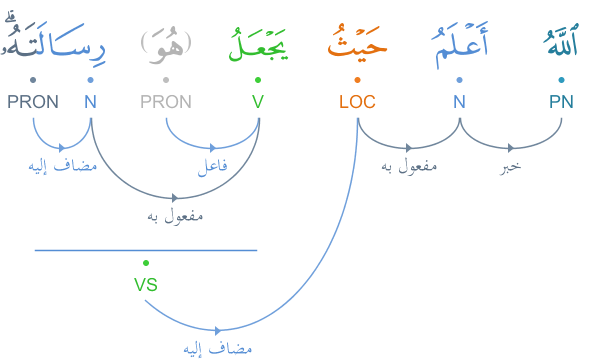 ٱللَّهُ أَعْلَمُ حَيْثُ يَجْعَلُ (هُوَ) رِسَالَتَهُۥ ۗ
PRON N PRON V LOC N PN
مضاف إليه فاعل مفعول به خبر
مفعول به
VS
مضاف إليه